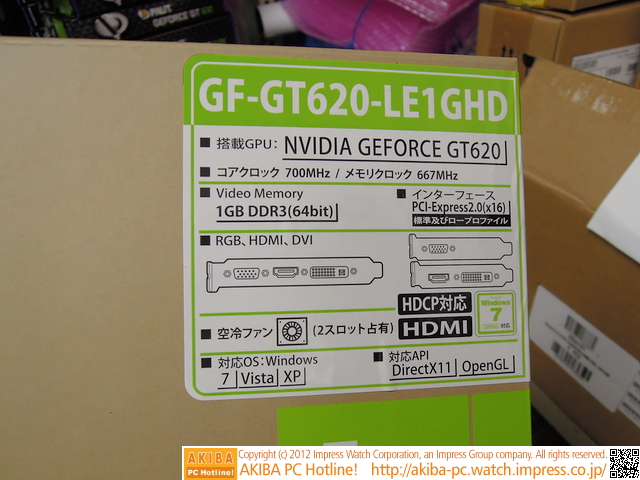 PALIT
GEFORCE GT
GF-GT620-LE1GHD
■ 搭載GPU: NVIDIA GEFORCE GT620
■ コアクロック 700MHz / メモリクロック 667MHz
■ Video Memory
1GB DDR3(64bit)
■ インターフェース
PCI-Express2.0(x16)
標準及びロープロファイル
■ RGB、HDMI、DVI
HDCP対応
HDMI
Windows
7
対応
■ 空冷ファン (2スロット占有)
■ 対応OS:Windows
7 Vista XP
■ 対応API
DirectX11 OpenGL
AKIBA
PC Hotline!
Copyright (c) 2012 Impress Watch Corporation, an Impress Group company. All rights reserved.
AKIBA PC Hotline! http://akiba-pc.watch.impress.co.jp/